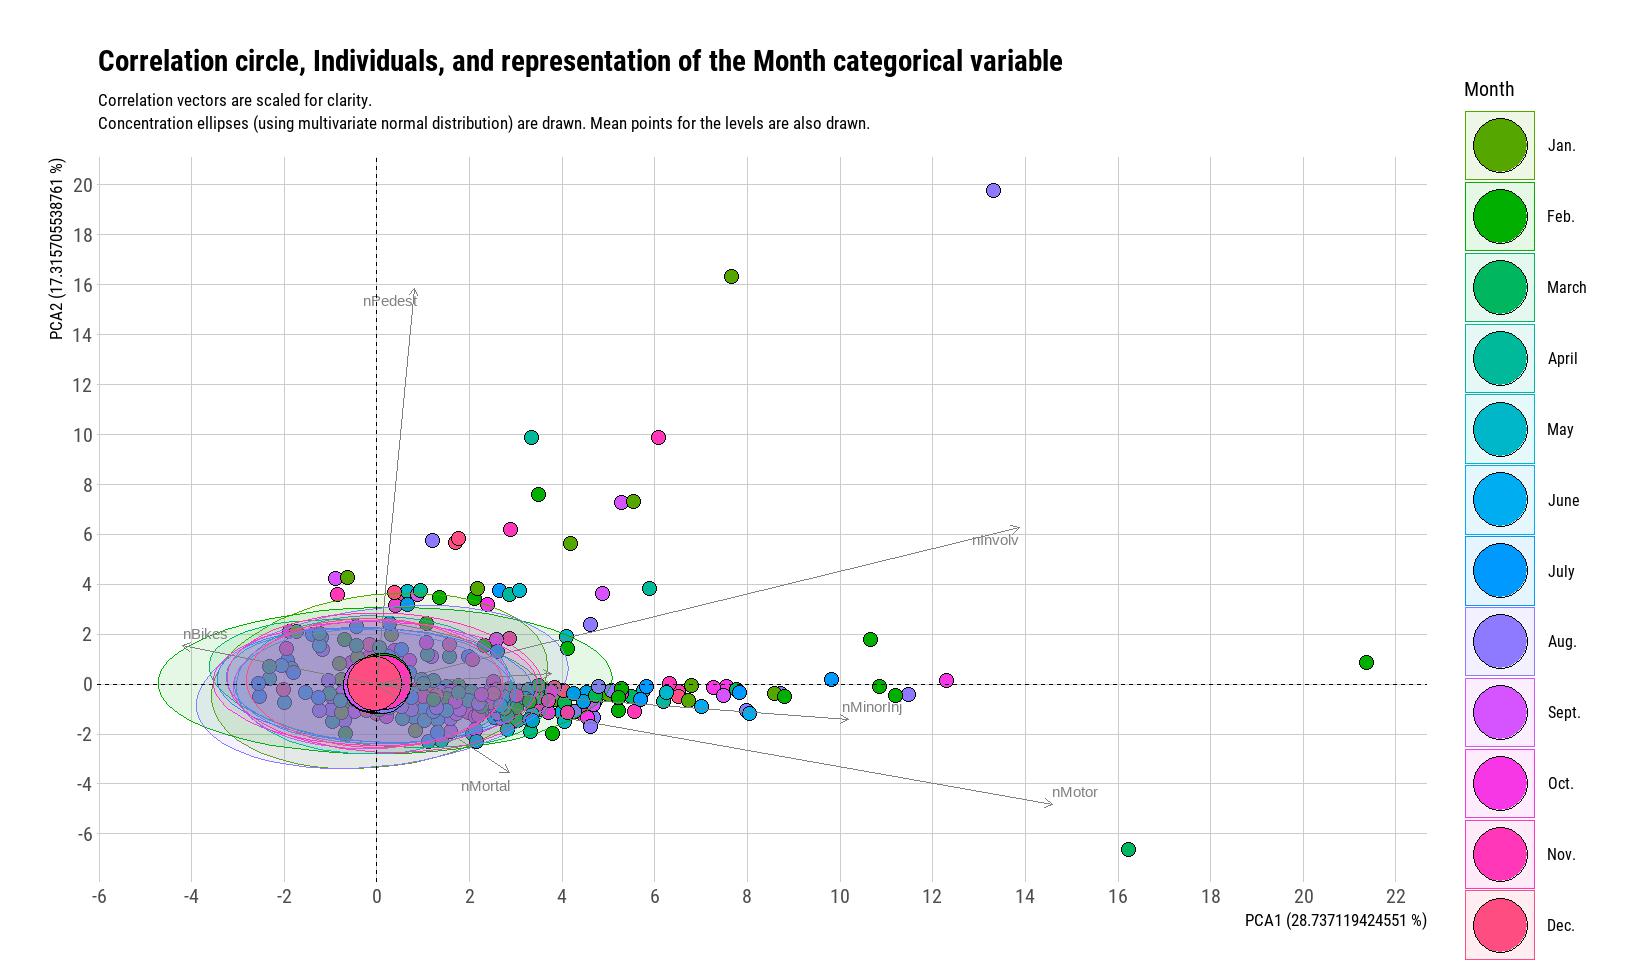 Correlation circle, Individuals, and representation of the Month categorical variable
Correlation vectors are scaled for clarity.
Concentration ellipses (using multivariate normal distribution) are drawn. Mean points for the levels are also drawn.
PCA2 (17.3157055538761 %)
20
18
16
14
12
10
8
6
4
2
0
-2
-4
-6
nPedest
nInvolv
nBikes
nMinorInj
nMortal
nMotor
-6 -4 -2 0 2 4 6 8 10 12 14 16 18 20 22
PCA1 (28.737119424551 %)
Month
Jan.
Feb.
March
April
May
June
July
Aug.
Sept.
Oct.
Nov.
Dec.